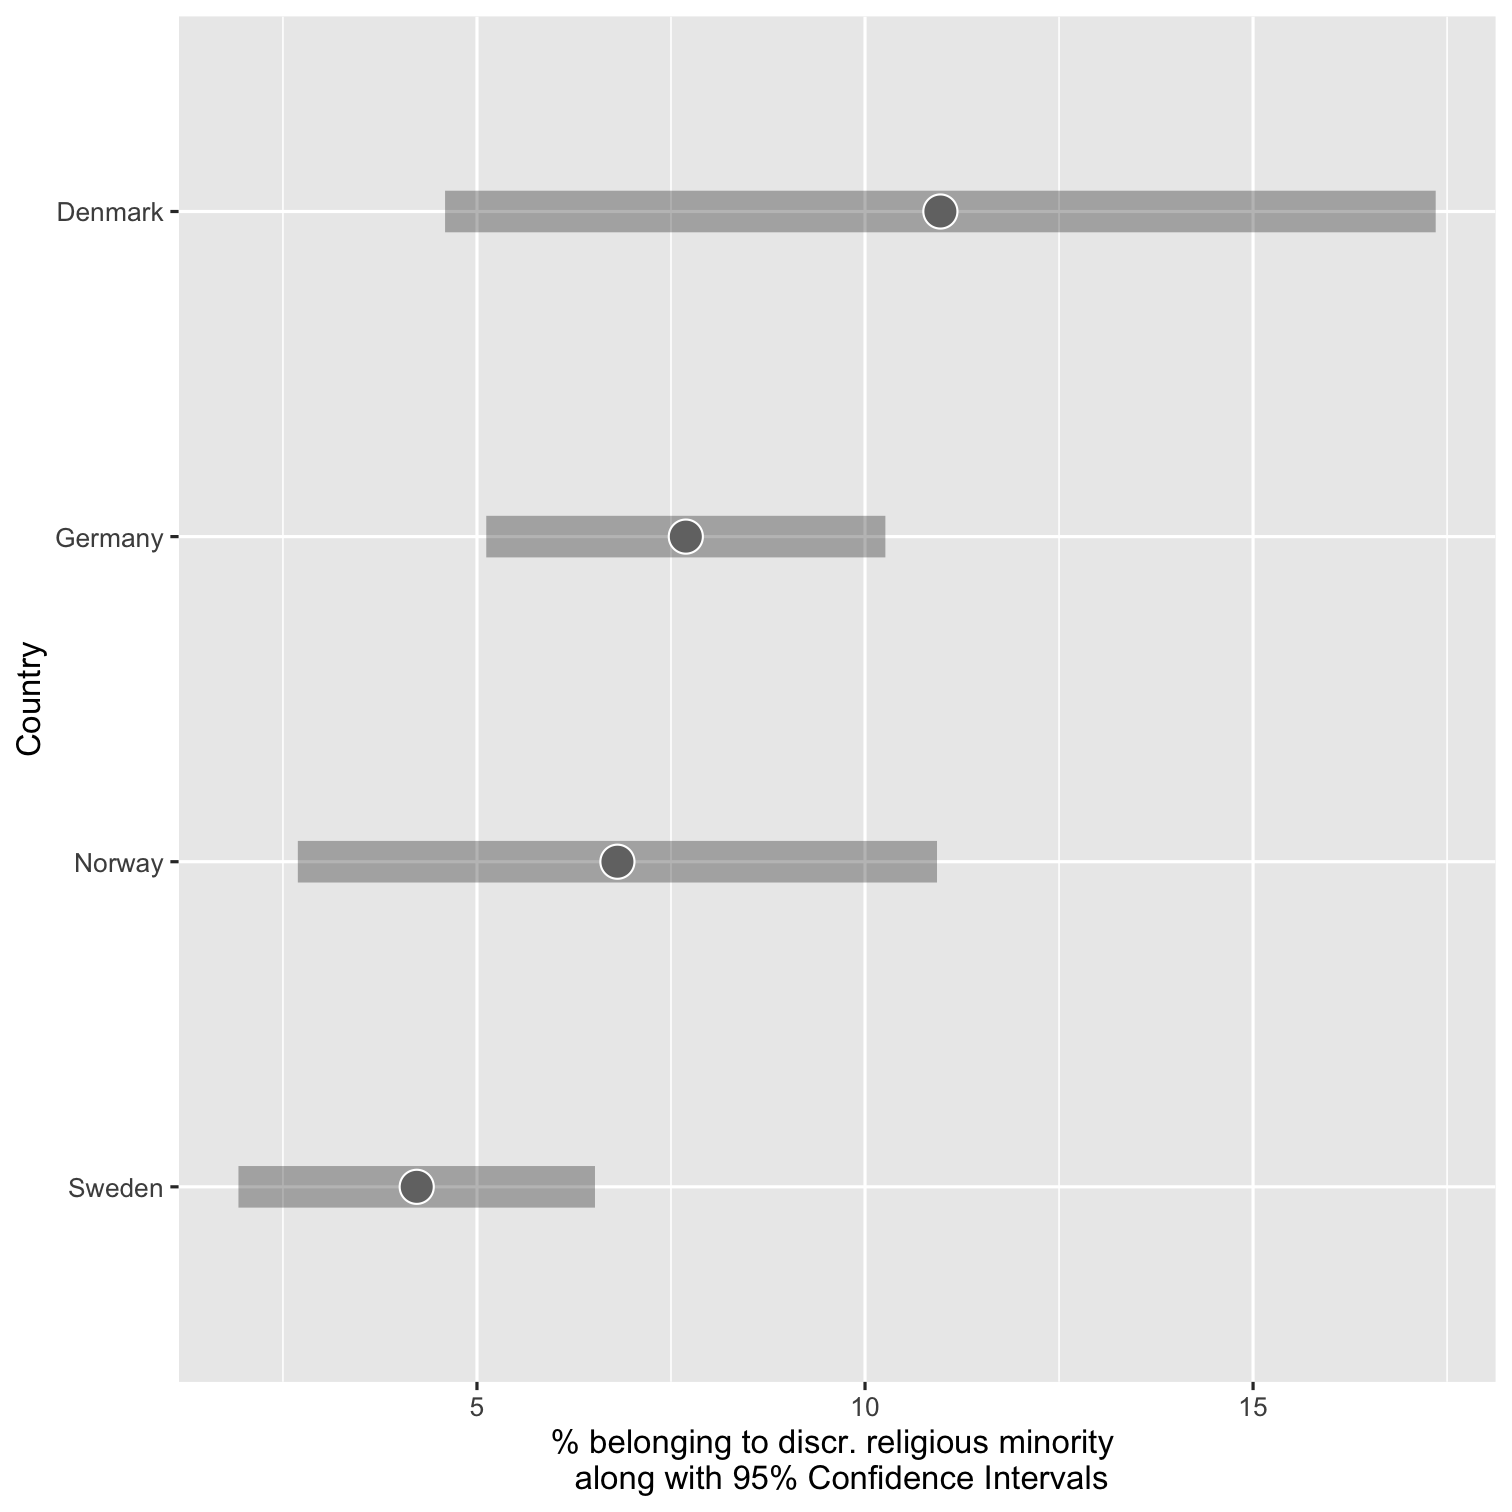 Country
Denmark
Germany
Norway
Sweden
5
10
15
% belonging to discr. religious minority
along with 95% Confidence Intervals